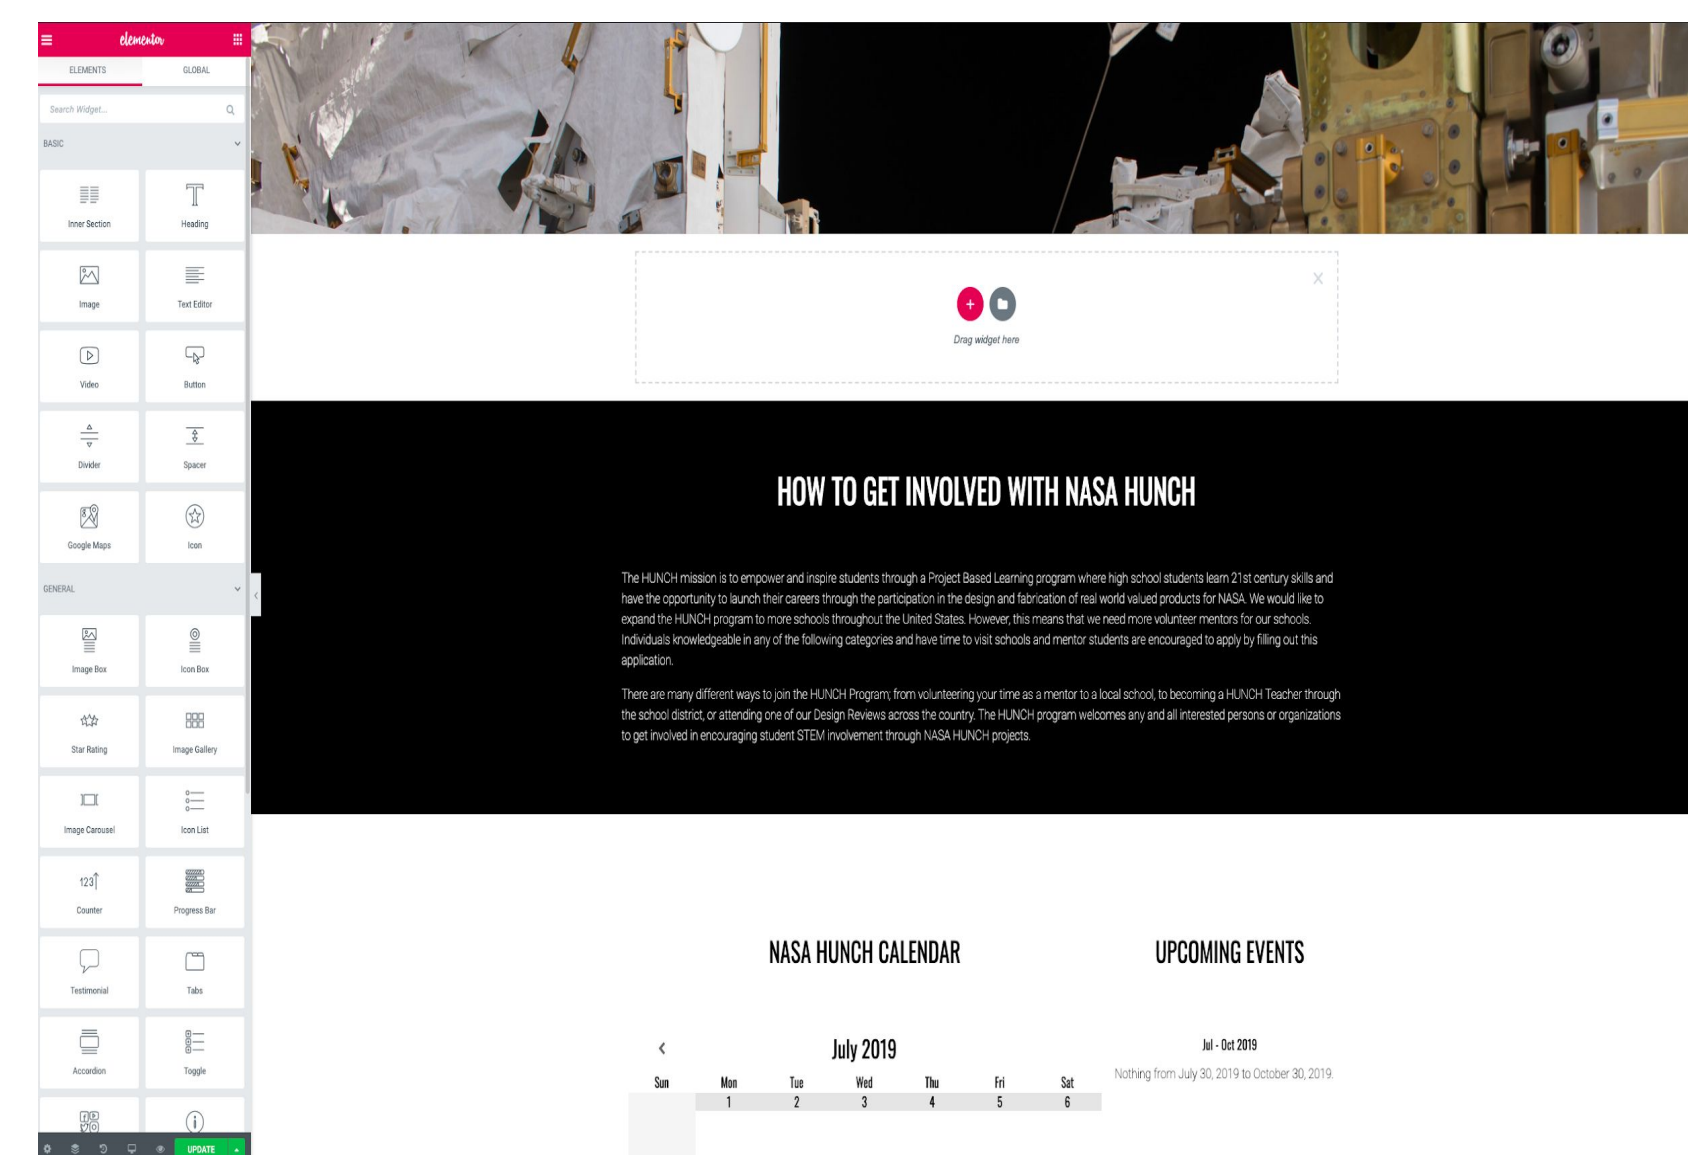 elementor
ELEMENTS GLOBAL
Search Widget...
BASIC
Inner Section Heading
Image Text Editor
Video Button
Divider Spacer
Google Maps Icon
GENERAL
Image Box Icon Box
Star Rating Image Gallery
Image Carousel Icon List
123
Counter Progress Bar
Testimonial Tabs
Accordion Toggle
UPDATE
Drag widget here
HOW TO GET INVOLVED WITH NASA HUNCH
The HUNCH mission is to empower and inspire students through a Project Based Learning program where high school students learn 21st century skills and
have the opportunity to launch their careers through the participation in the design and fabrication of real world valued products for NASA. We would like to
expand the HUNCH program to more schools throughout the United States. However, this means that we need more volunteer mentors for our schools.
Individuals knowledgeable in any of the following categories and have time to visit schools and mentor students are encouraged to apply by filling out this
application.
There are many different ways to join the HUNCH Program; from volunteering your time as a mentor to a local school, to becoming a HUNCH Teacher through
the school district, or attending one of our Design Reviews across the country. The HUNCH program welcomes any and all interested persons or organizations
to get involved in encouraging student STEM involvement through NASA HUNCH projects.
NASA HUNCH CALENDAR
July 2019
Sun Mon Tue Wed Thu Fri Sat
1 2 3 4 5 6
UPCOMING EVENTS
Jul - Oct 2019
Nothing from July 30, 2019 to October 30, 2019.